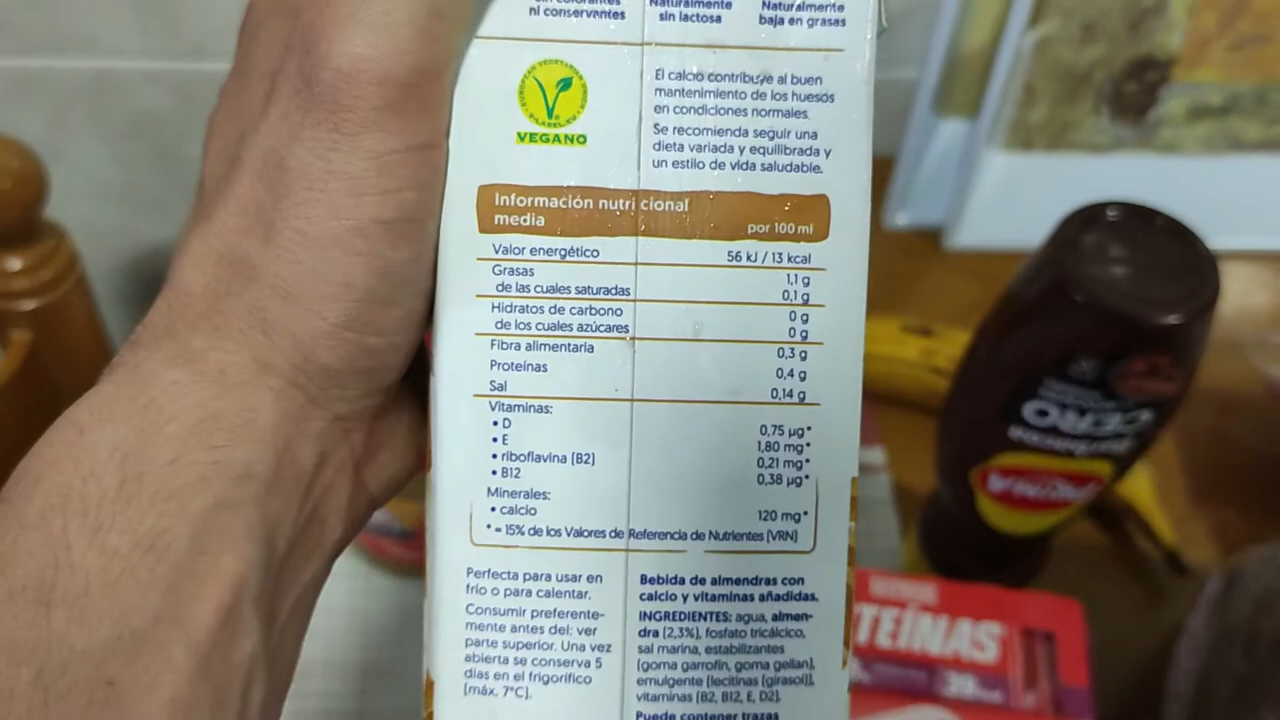 ni conservantes
Naturalmente
sin lactosa
Naturalmente
baja en grasas
EUROPEAN VEGETARIAN UNION
V-LABEL.EU
VEGANO
El calcio contribuye al buen
mantenimiento de los huesos
en condiciones normales.
Se recomienda seguir una
dieta variada y equilibrada y
un estilo de vida saludable.
Información nutricional
media
por 100 ml
Valor energético 56 kJ / 13 kcal
Grasas 1,1 g
de las cuales saturadas 0,1 g
Hidratos de carbono 0 g
de los cuales azúcares 0 g
Fibra alimentaria 0,3 g
Proteínas 0,4 g
Sal 0,14 g
Vitaminas:
• D 0,75 µg*
• E 1,80 mg*
• riboflavina (B2) 0,21 mg*
• B12 0,38 µg*
Minerales:
• calcio 120 mg*
* = 15% de los Valores de Referencia de Nutrientes (VRN)
Perfecta para usar en
frío o para calentar.
Consumir preferente-
mente antes del: ver
parte superior. Una vez
abierta se conserva 5
días en el frigorífico
(máx. 7°C).
Bebida de almendras con
calcio y vitaminas añadidas.
INGREDIENTES: agua, almen-
dra (2,3%), fosfato tricálcico,
sal marina, estabilizantes
(goma garrofín, goma gellan),
emulgente (lecitinas (girasol)),
vitaminas (B2, B12, E, D2).
Puede contener trazas
CERO
PRIMA
TEÍNAS